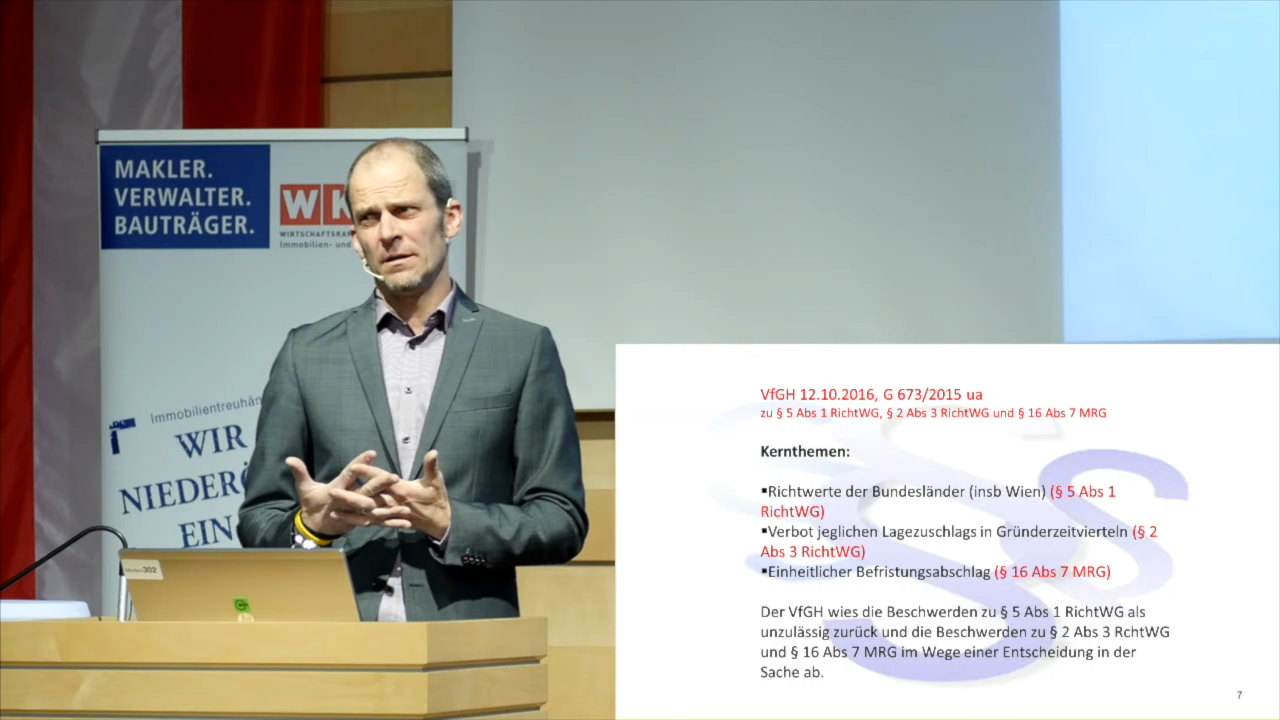 MAKLER.
VERWALTER.
BAUTRÄGER.
WK
WIRTSCHAFTSKA
Immobilien- und
Immobilientreuhän
WIR
NIEDERÖ
EIN
302
VfGH 12.10.2016, G 673/2015 ua
zu § 5 Abs 1 RichtWG, § 2 Abs 3 RichtWG und § 16 Abs 7 MRG
Kernthemen:
▪Richtwerte der Bundesländer (insb Wien) (§ 5 Abs 1
RichtWG)
▪Verbot jeglichen Lagezuschlags in Gründerzeitvierteln (§ 2
Abs 3 RichtWG)
▪Einheitlicher Befristungsabschlag (§ 16 Abs 7 MRG)
Der VfGH wies die Beschwerden zu § 5 Abs 1 RichtWG als
unzulässig zurück und die Beschwerden zu § 2 Abs 3 RchtWG
und § 16 Abs 7 MRG im Wege einer Entscheidung in der
Sache ab.
7